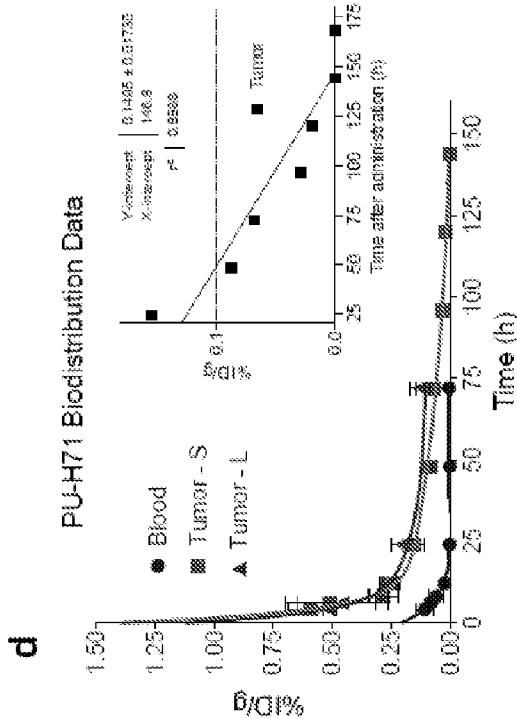 d
PU-H71 Biodistribution Data
Blood
Tumor - S
Tumor - L
%ID/g
1.50
1.25
1.00
0.75
0.50
0.25
0.00
0
25
50
75
100
125
150
Time (h)
Y-intercept
X-intercept
r²
Tumor
%ID/g
0.1
0.0
25
50
75
100
125
150
175
Time after administration (h)